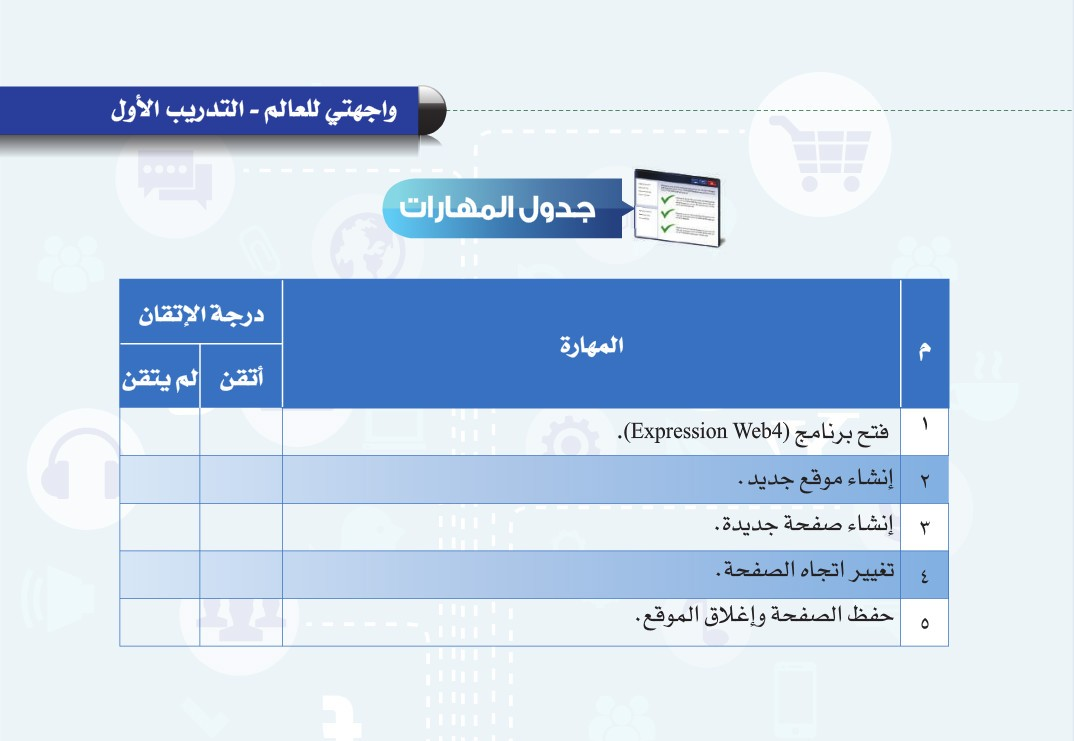 واجهتي للعالم - التدريب الأول
جدول المهارات
م
المهارة
درجة الإتقان
أتقن
لم يتقن
١ فتح برنامج (Expression Web4).
٢ إنشاء موقع جديد.
٣ إنشاء صفحة جديدة.
٤ تغيير اتجاه الصفحة.
٥ حفظ الصفحة وإغلاق الموقع.